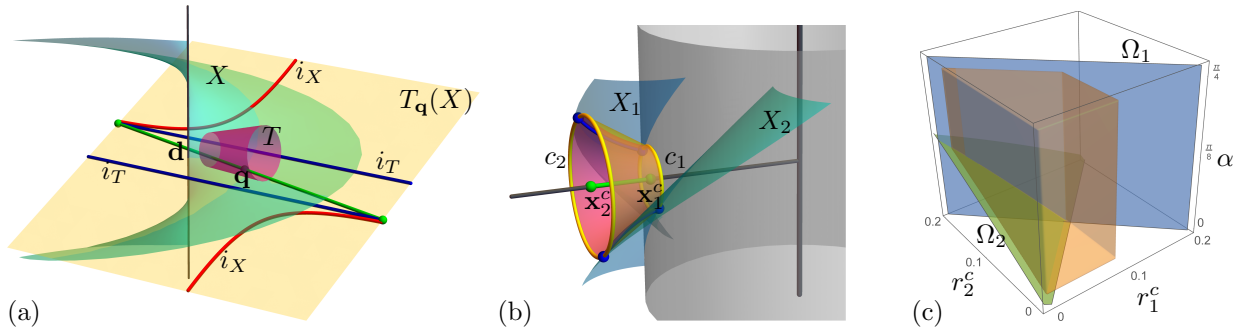 X
i_X
T_q(X)
T
d
q
i_T
i_T
i_X
(a)
X_1
X_2
c_2
c_1
x_2^c
x_1^c
(b)
Ω_1
π/4
π/8
α
0
0.2
Ω_2
0.2
0.1
0.1
r_2^c
r_1^c
0
0
(c)